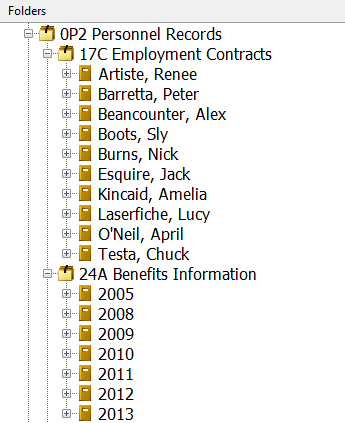 Folders
0P2 Personnel Records
17C Employment Contracts
Artiste, Renee
Barretta, Peter
Beancounter, Alex
Boots, Sly
Burns, Nick
Esquire, Jack
Kincaid, Amelia
Laserfiche, Lucy
O'Neil, April
Testa, Chuck
24A Benefits Information
2005
2008
2009
2010
2011
2012
2013